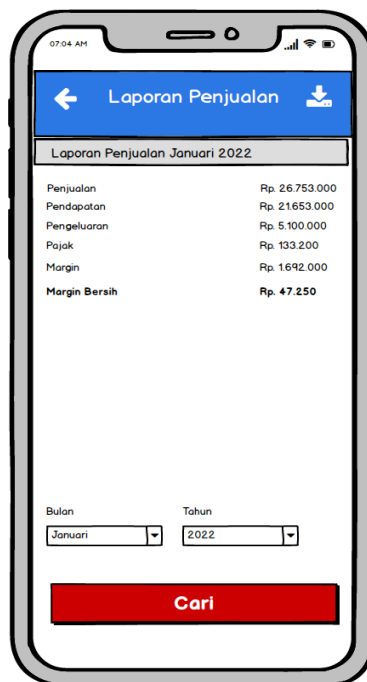 07:04 AM
Laporan Penjualan
Laporan Penjualan Januari 2022
Penjualan Rp. 26.753.000
Pendapatan Rp. 21.653.000
Pengeluaran Rp. 5.100.000
Pajak Rp. 133.200
Margin Rp. 1.692.000
Margin Bersih Rp. 47.250
Bulan Tahun
Januari 2022
Cari